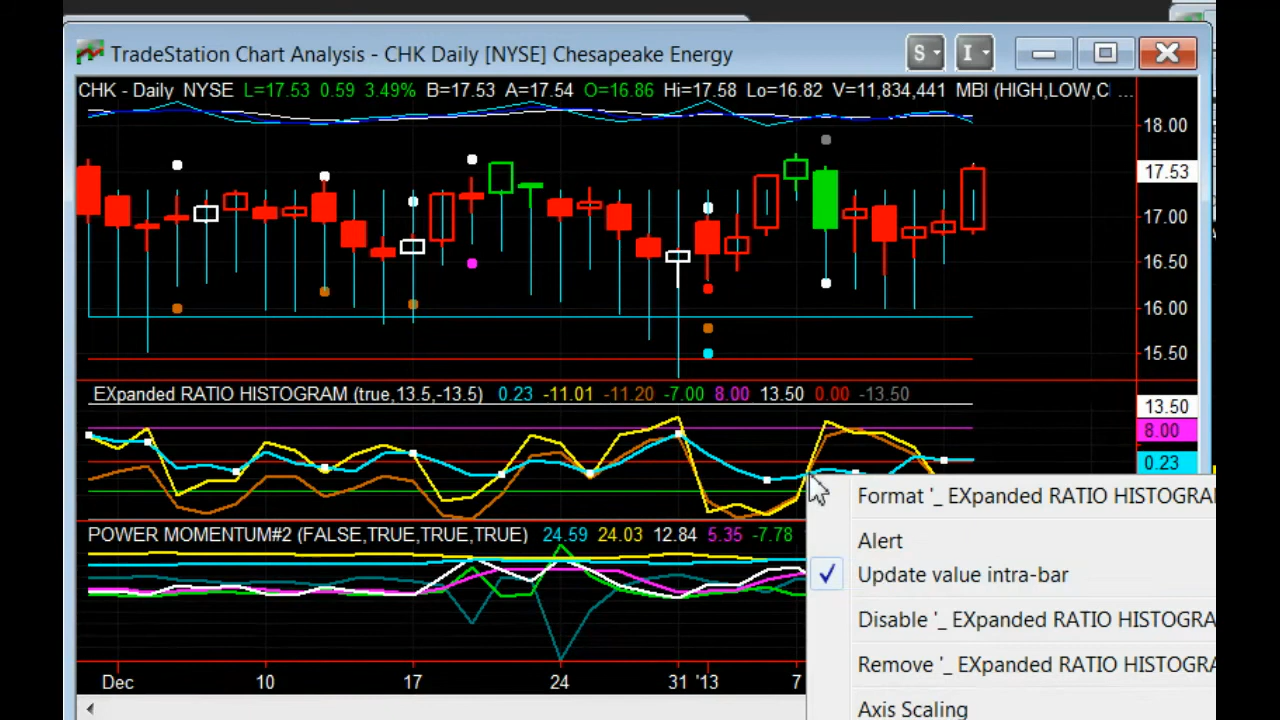 TradeStation Chart Analysis - CHK Daily [NYSE] Chesapeake Energy
S I
CHK - Daily NYSE L=17.53 0.59 3.49% B=17.53 A=17.54 O=16.86 Hi=17.58 Lo=16.82 V=11,834,441 MBI (HIGH,LOW,C ...
18.00
17.53
17.00
16.50
16.00
15.50
EXpanded RATIO HISTOGRAM (true,13.5,-13.5) 0.23 -11.01 -11.20 -7.00 8.00 13.50 0.00 -13.50
13.50
8.00
0.23
Format '_ EXpanded RATIO HISTOGRA
POWER MOMENTUM#2 (FALSE,TRUE,TRUE,TRUE) 24.59 24.03 12.84 5.35 -7.78
Alert
Update value intra-bar
Disable '_ EXpanded RATIO HISTOGRA
Remove '_ EXpanded RATIO HISTOGRA
Dec 10 17 24 31 '13 7
Axis Scaling